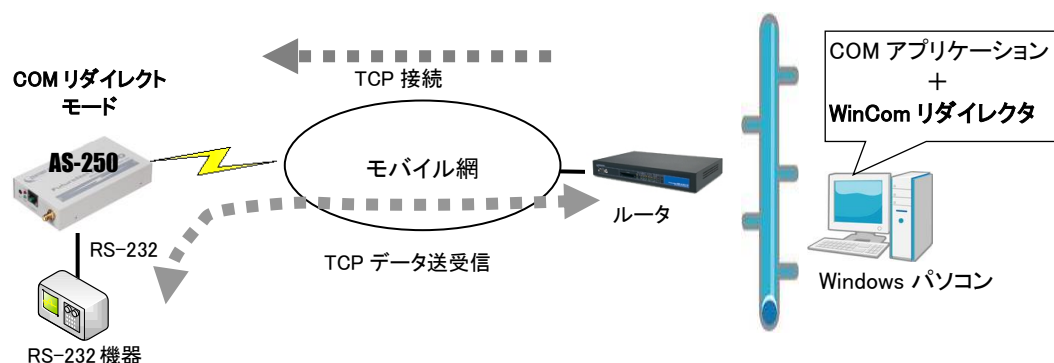 COM アプリケーション
+
WinCom リダイレクタ
TCP 接続
COM リダイレクト
モード
AS-250
モバイル網
ルータ
RS-232
TCP データ送受信
Windows パソコン
RS-232 機器